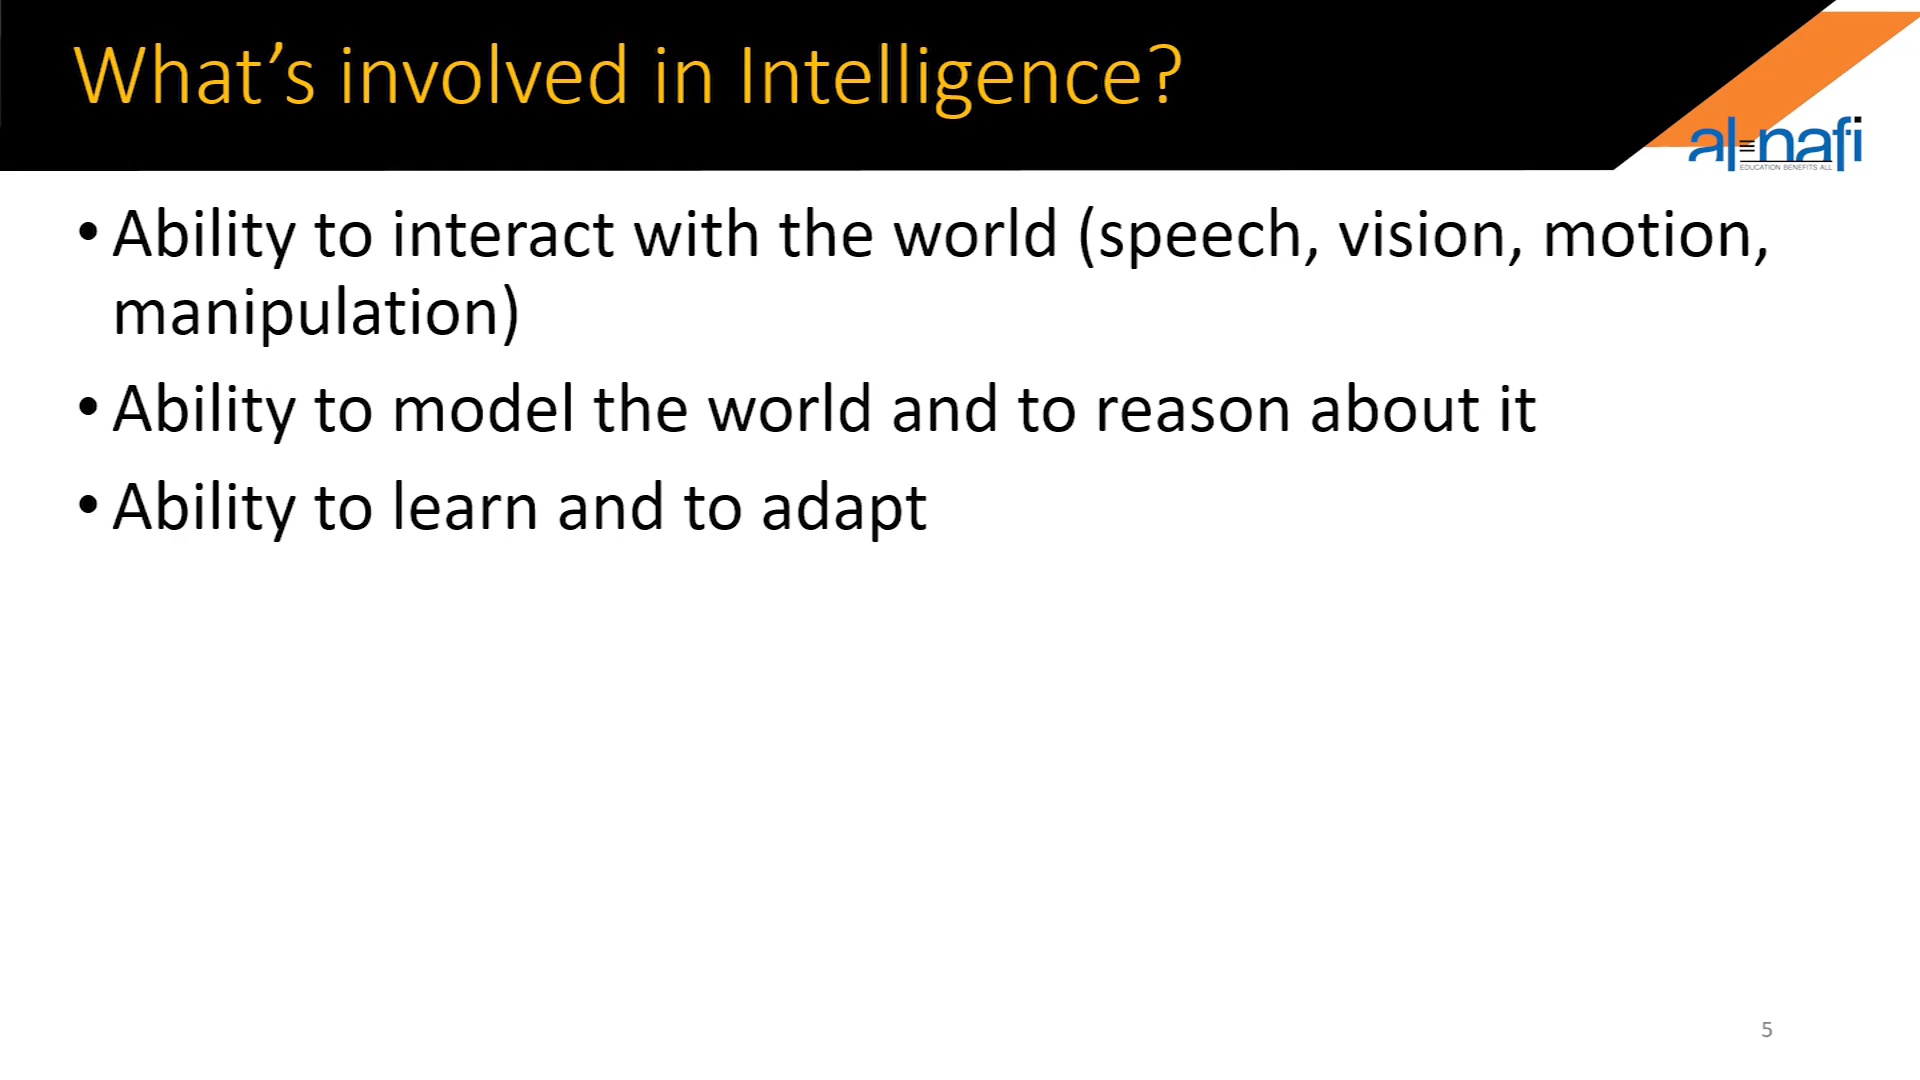 What’s involved in Intelligence?
al-nafi
EDUCATION BENEFITS ALL
• Ability to interact with the world (speech, vision, motion,
manipulation)
• Ability to model the world and to reason about it
• Ability to learn and to adapt
5